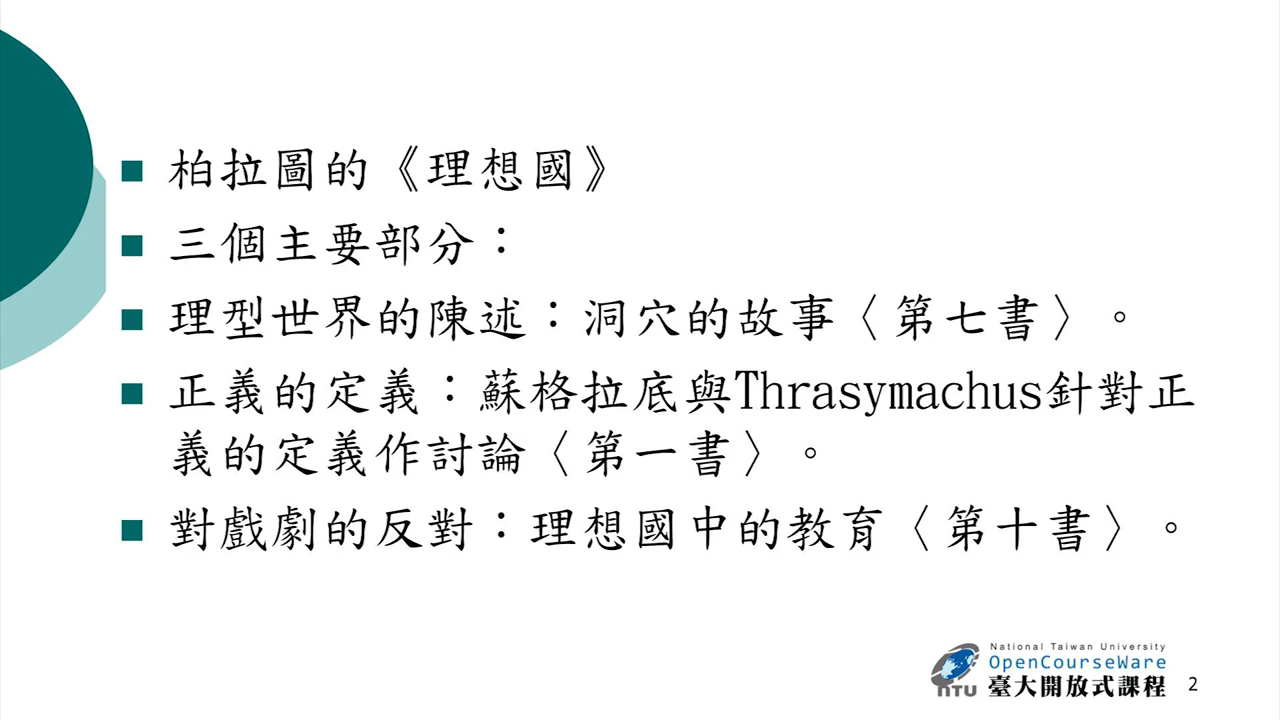 柏拉圖的《理想國》
三個主要部分：
理型世界的陳述：洞穴的故事〈第七書〉。
正義的定義：蘇格拉底與Thrasymachus針對正
義的定義作討論〈第一書〉。
對戲劇的反對：理想國中的教育〈第十書〉。
National Taiwan University
OpenCourseWare
NTU 臺大開放式課程
2